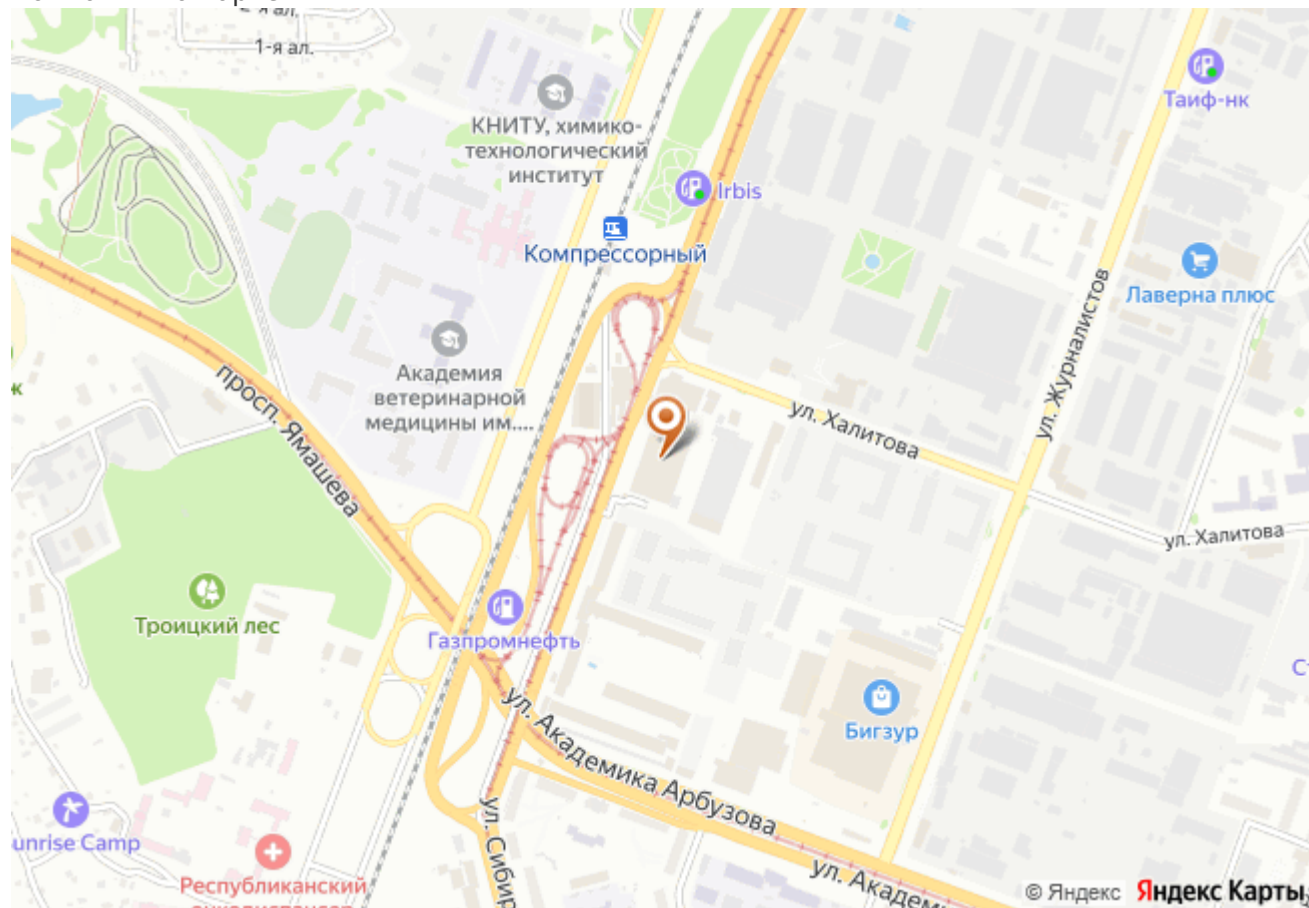 1-я ал.
КНИТУ, химико-
технологический
институт
Таиф-нк
Irbis
Компрессорный
Лаверна плюс
ул. Журналистов
Академия
ветеринарной
медицины им....
просп. Ямашева
ул. Халитова
ул. Халитова
Троицкий лес
Газпромнефть
Бигзур
ул. Академика Арбузова
ул. Сибир
unrise Camp
Республиканский
ул. Академ
© Яндекс Яндекс Карты